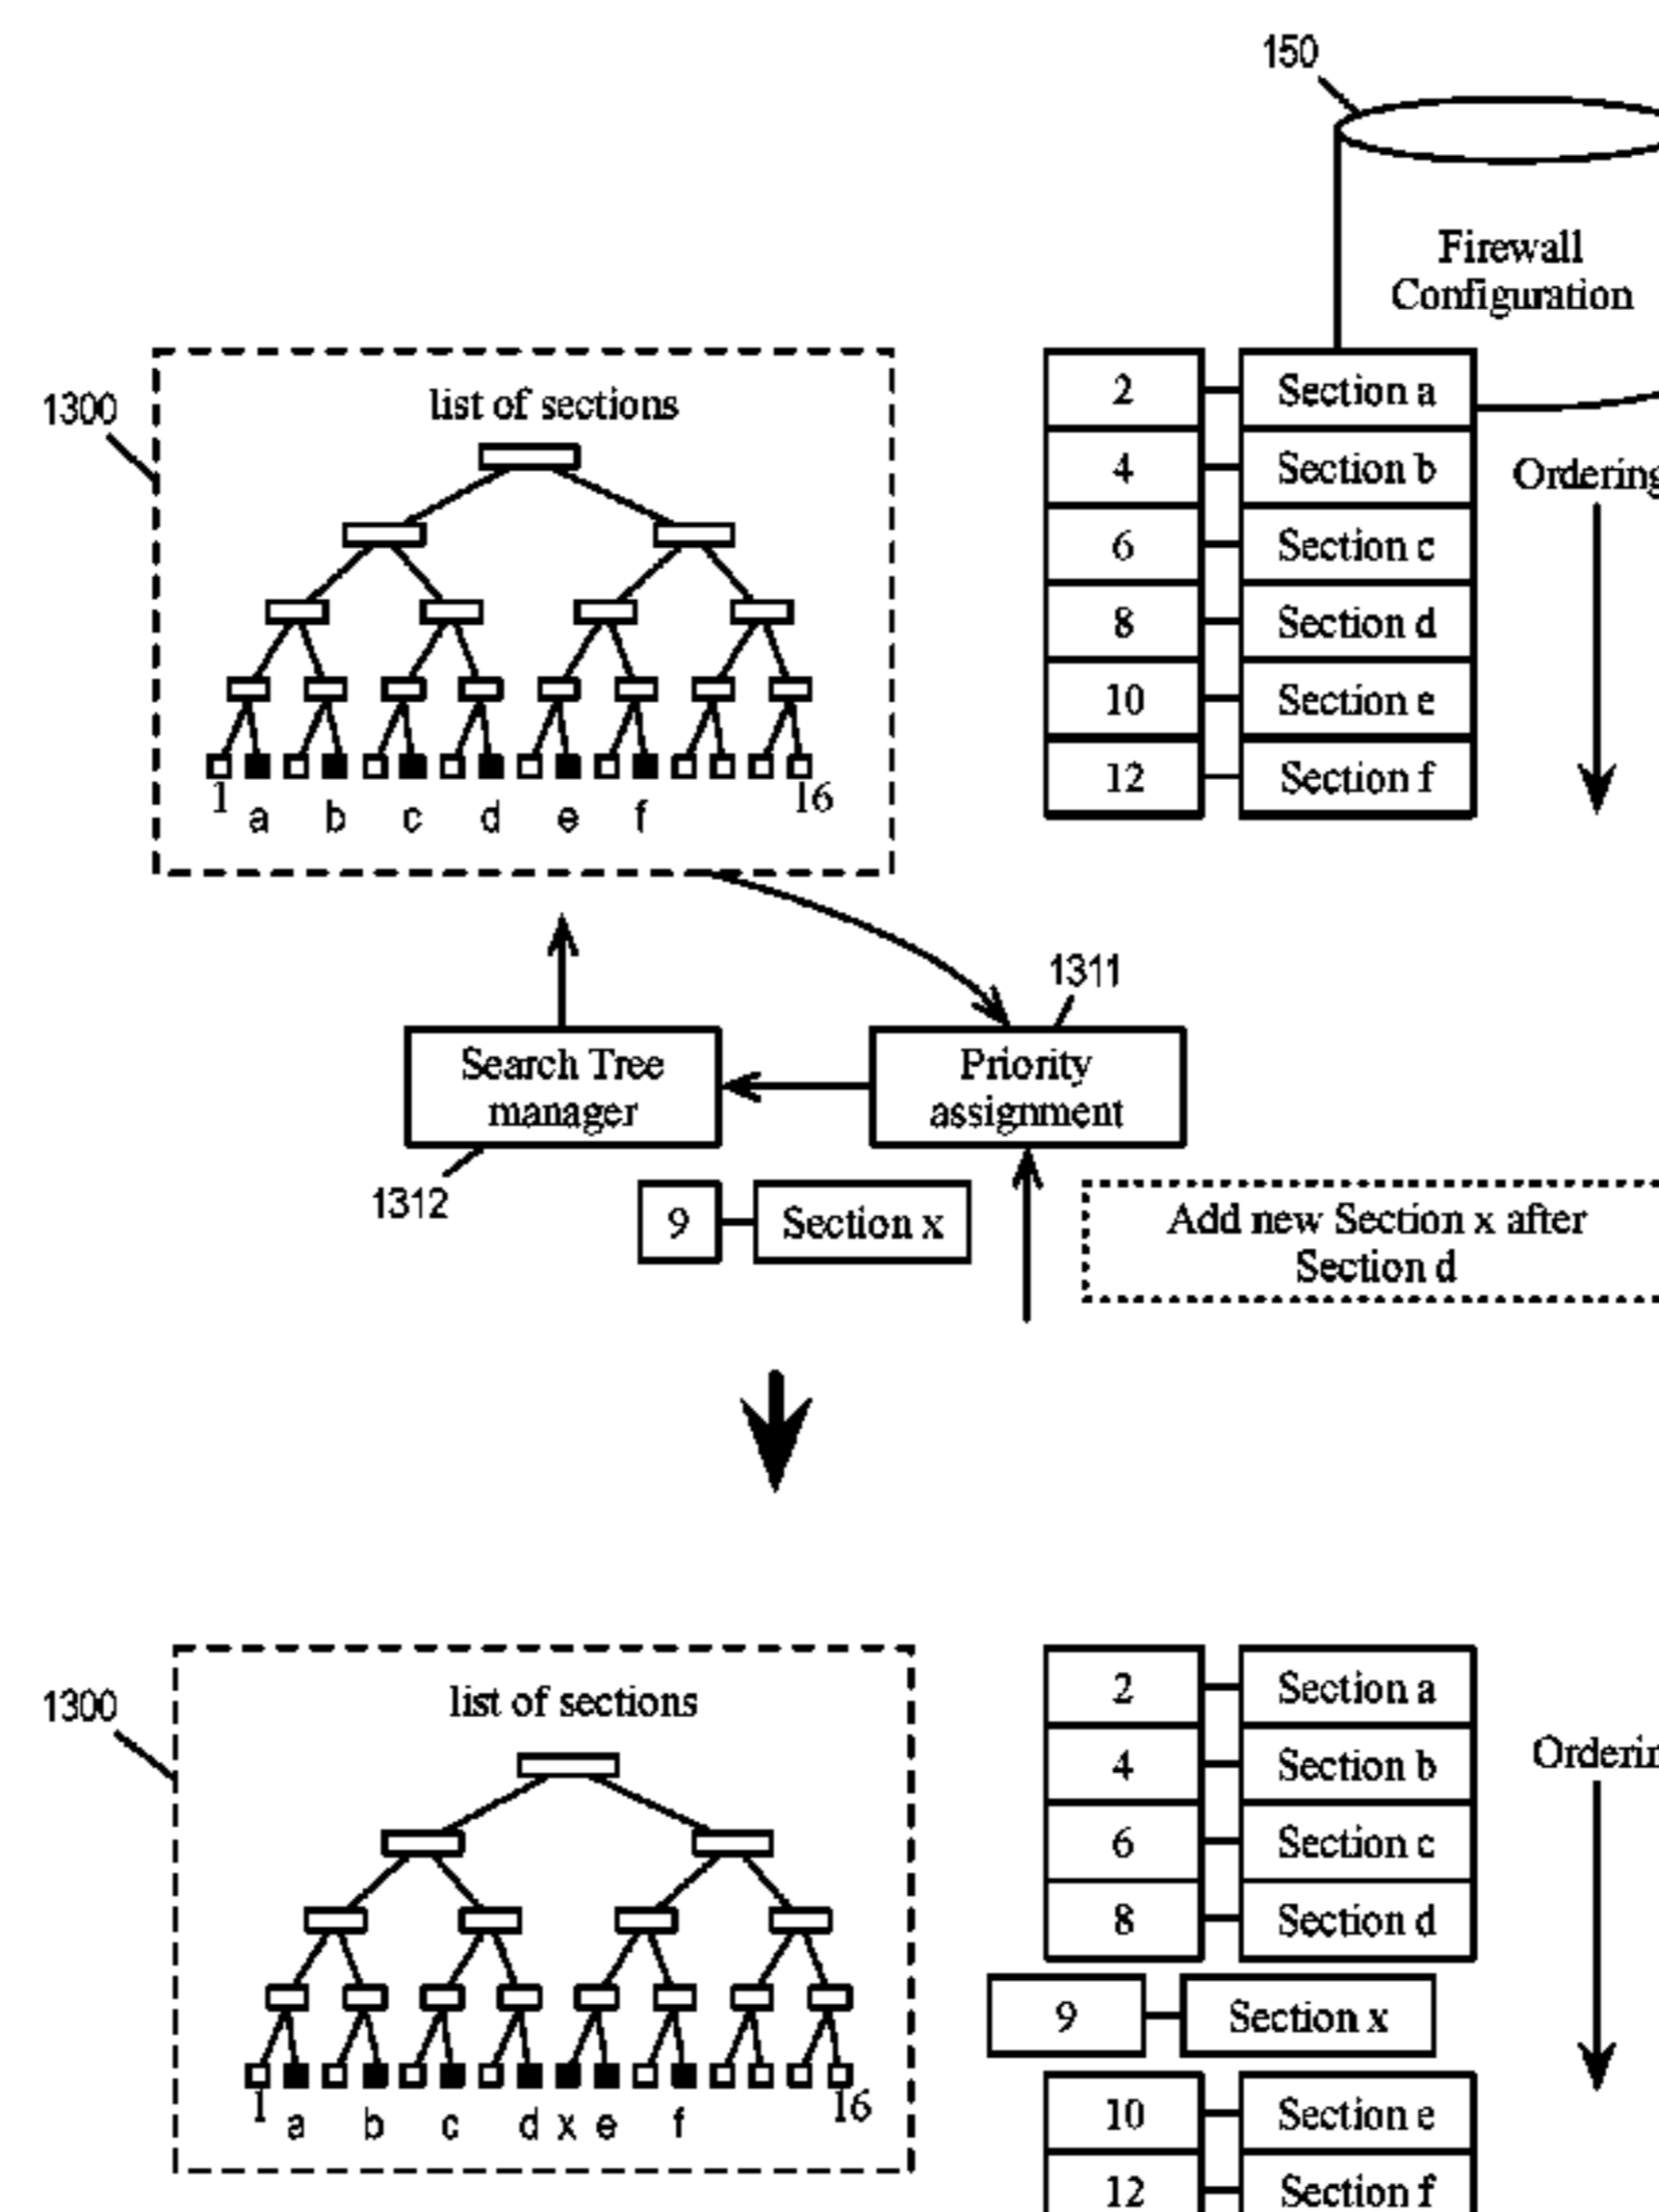 150
Firewall
Configuration
1300
list of sections
1
a
b
c
d
e
f
16
2
Section a
4
Section b
6
Section c
8
Section d
10
Section e
12
Section f
Ordering
1311
Search Tree
manager
Priority
assignment
1312
9
Section x
Add new Section x after
Section d
1300
list of sections
1
a
b
c
d
x
e
f
16
2
Section a
4
Section b
6
Section c
8
Section d
9
Section x
10
Section e
12
Section f
Orderin